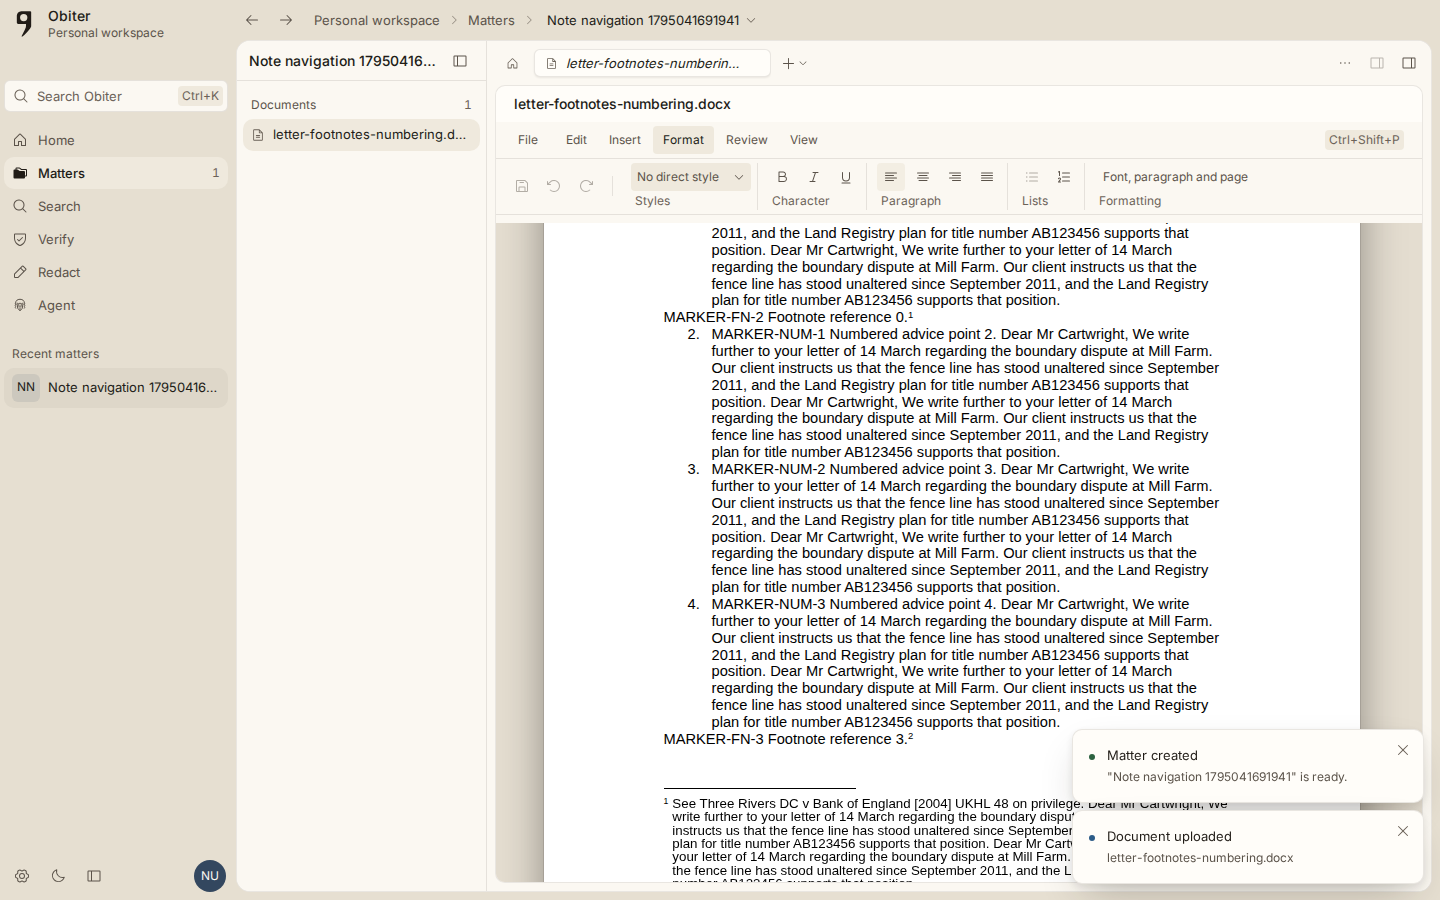 Obiter
Personal workspace
Search Obiter
Ctrl+K
Home
Matters
1
Search
Verify
Redact
Agent
Recent matters
NN
Note navigation 17950416...
NU
Personal workspace
Matters
Note navigation 1795041691941
Note navigation 17950416...
Documents
1
letter-footnotes-numbering.d...
letter-footnotes-numberin...
letter-footnotes-numbering.docx
File
Edit
Insert
Format
Review
View
Ctrl+Shift+P
No direct style
Styles
B I U
Character
Paragraph
Lists
Font, paragraph and page
Formatting
2011, and the Land Registry plan for title number AB123456 supports that
position. Dear Mr Cartwright, We write further to your letter of 14 March
regarding the boundary dispute at Mill Farm. Our client instructs us that the
fence line has stood unaltered since September 2011, and the Land Registry
plan for title number AB123456 supports that position.
MARKER-FN-2 Footnote reference 0.¹
2. MARKER-NUM-1 Numbered advice point 2. Dear Mr Cartwright, We write
further to your letter of 14 March regarding the boundary dispute at Mill Farm.
Our client instructs us that the fence line has stood unaltered since September
2011, and the Land Registry plan for title number AB123456 supports that
position. Dear Mr Cartwright, We write further to your letter of 14 March
regarding the boundary dispute at Mill Farm. Our client instructs us that the
fence line has stood unaltered since September 2011, and the Land Registry
plan for title number AB123456 supports that position.
3. MARKER-NUM-2 Numbered advice point 3. Dear Mr Cartwright, We write
further to your letter of 14 March regarding the boundary dispute at Mill Farm.
Our client instructs us that the fence line has stood unaltered since September
2011, and the Land Registry plan for title number AB123456 supports that
position. Dear Mr Cartwright, We write further to your letter of 14 March
regarding the boundary dispute at Mill Farm. Our client instructs us that the
fence line has stood unaltered since September 2011, and the Land Registry
plan for title number AB123456 supports that position.
4. MARKER-NUM-3 Numbered advice point 4. Dear Mr Cartwright, We write
further to your letter of 14 March regarding the boundary dispute at Mill Farm.
Our client instructs us that the fence line has stood unaltered since September
2011, and the Land Registry plan for title number AB123456 supports that
position. Dear Mr Cartwright, We write further to your letter of 14 March
regarding the boundary dispute at Mill Farm. Our client instructs us that the
fence line has stood unaltered since September 2011, and the Land Registry
plan for title number AB123456 supports that position.
MARKER-FN-3 Footnote reference 3.²
¹ See Three Rivers DC v Bank of England [2004] UKHL 48 on privilege. Dear Mr Cartwright, We
write further to your letter of 14 March regarding the boundary
instructs us that the fence line has stood unaltered since September
plan for title number AB123456 supports that position. Dear Mr
your letter of 14 March regarding the boundary dispute at Mill Farm.
the fence line has stood unaltered since September 2011, and the
Matter created
"Note navigation 1795041691941" is ready.
Document uploaded
letter-footnotes-numbering.docx